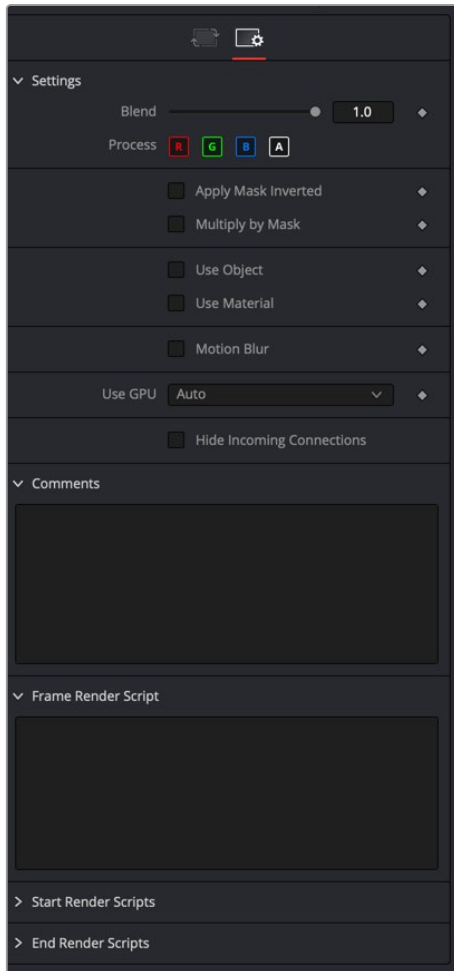 Settings
Blend 1.0
Process R G B A
Apply Mask Inverted
Multiply by Mask
Use Object
Use Material
Motion Blur
Use GPU Auto
Hide Incoming Connections
Comments
Frame Render Script
Start Render Scripts
End Render Scripts